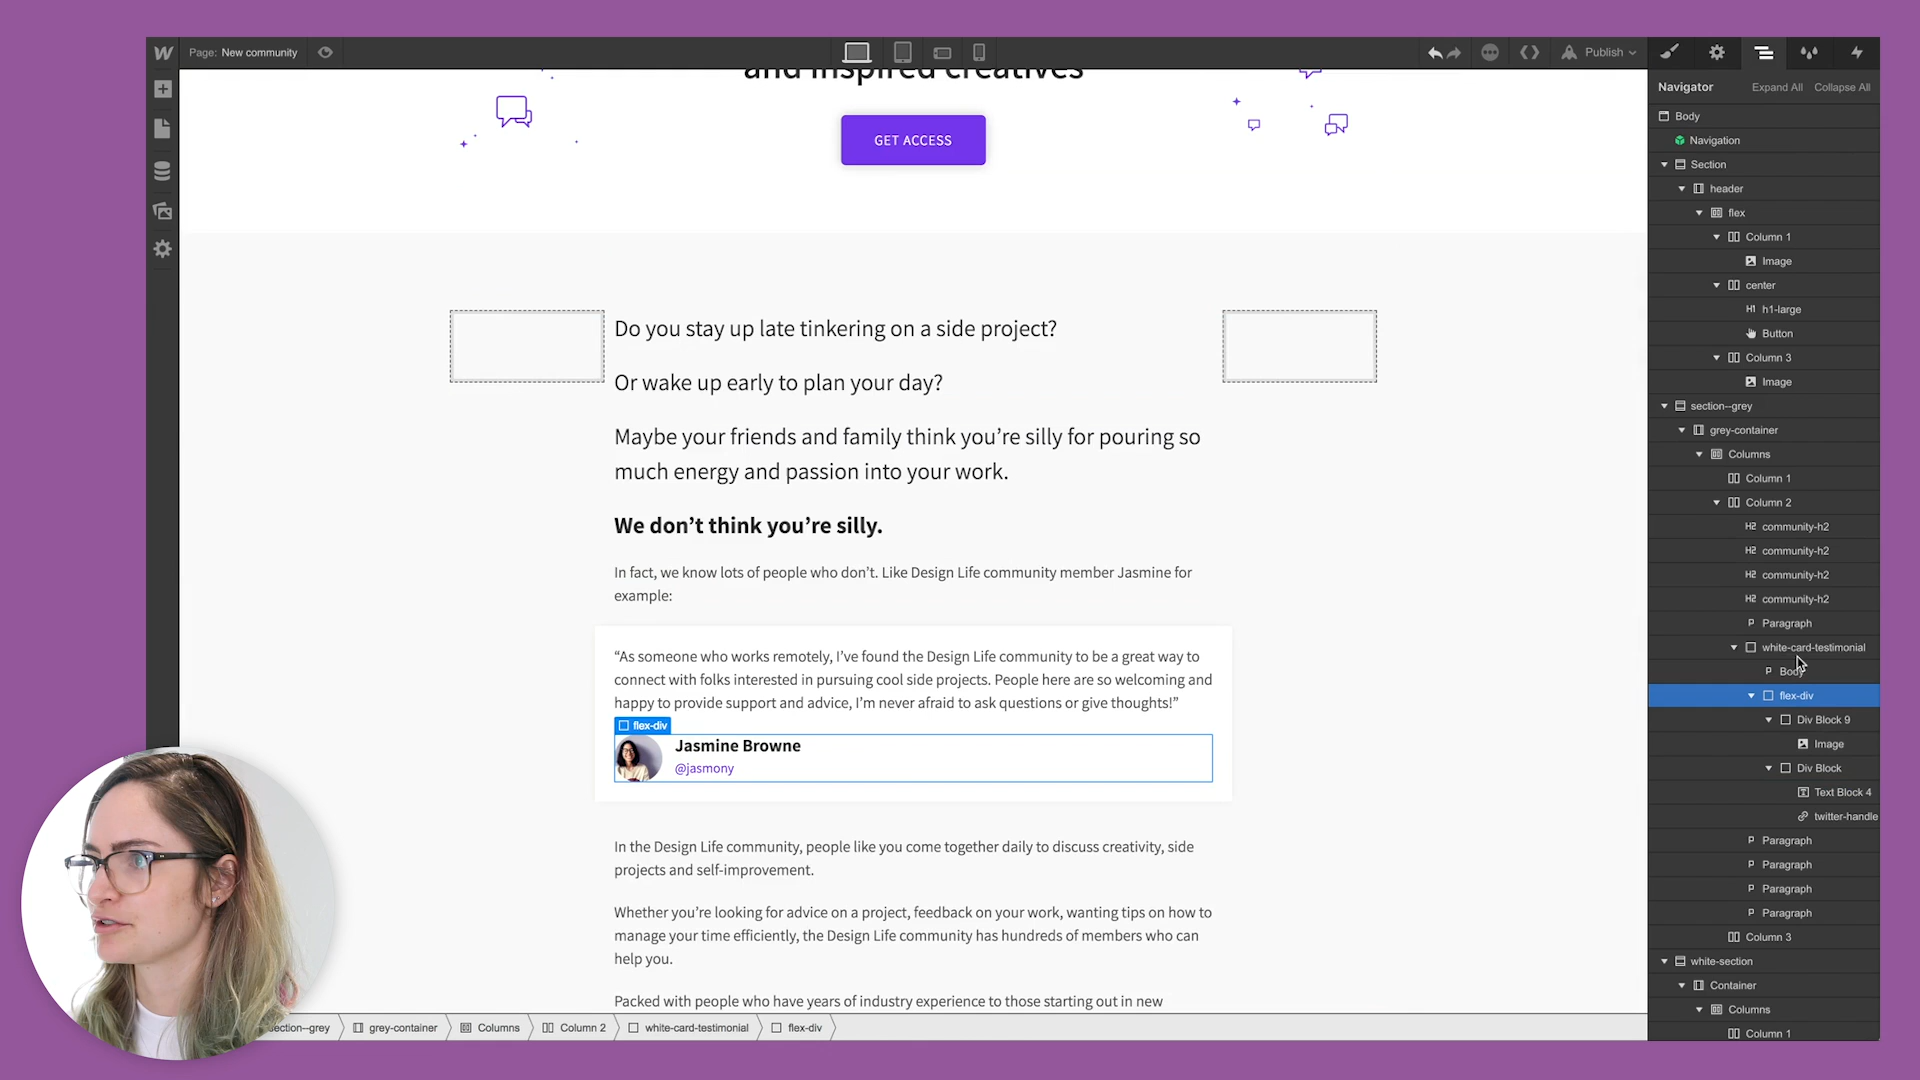 Page: New community
Publish
and inspired creatives
GET ACCESS
Do you stay up late tinkering on a side project?
Or wake up early to plan your day?
Maybe your friends and family think you’re silly for pouring so
much energy and passion into your work.
We don’t think you’re silly.
In fact, we know lots of people who don’t. Like Design Life community member Jasmine for
example:
“As someone who works remotely, I’ve found the Design Life community to be a great way to
connect with folks interested in pursuing cool side projects. People here are so welcoming and
happy to provide support and advice, I’m never afraid to ask questions or give thoughts!”
flex-div
Jasmine Browne
@jasmony
In the Design Life community, people like you come together daily to discuss creativity, side
projects and self-improvement.
Whether you’re looking for advice on a project, feedback on your work, wanting tips on how to
manage your time efficiently, the Design Life community has hundreds of members who can
help you.
Packed with people who have years of industry experience to those starting out in new
section--grey
grey-container
Columns
Column 2
white-card-testimonial
flex-div
Navigator
Expand All
Collapse All
Body
Navigation
Section
header
flex
Column 1
Image
center
H1 h1-large
Button
Column 3
Image
section--grey
grey-container
Columns
Column 1
Column 2
H2 community-h2
H2 community-h2
H2 community-h2
H2 community-h2
P Paragraph
white-card-testimonial
P Body
flex-div
Div Block 9
Image
Div Block
Text Block 4
twitter-handle
P Paragraph
P Paragraph
P Paragraph
P Paragraph
Column 3
white-section
Container
Columns
Column 1